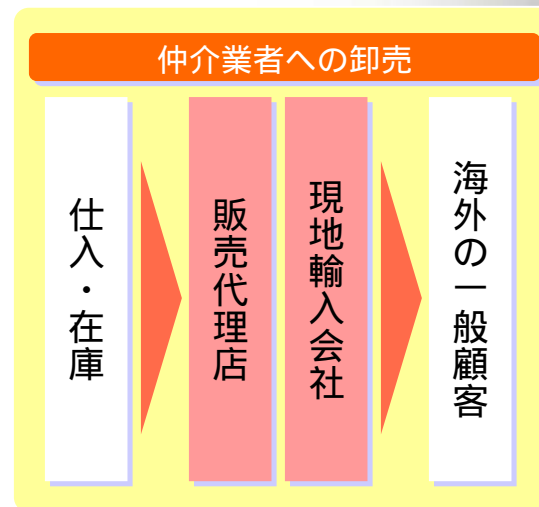 仲介業者への卸売
仕入・在庫
販売代理店
現地輸入会社
海外の一般顧客